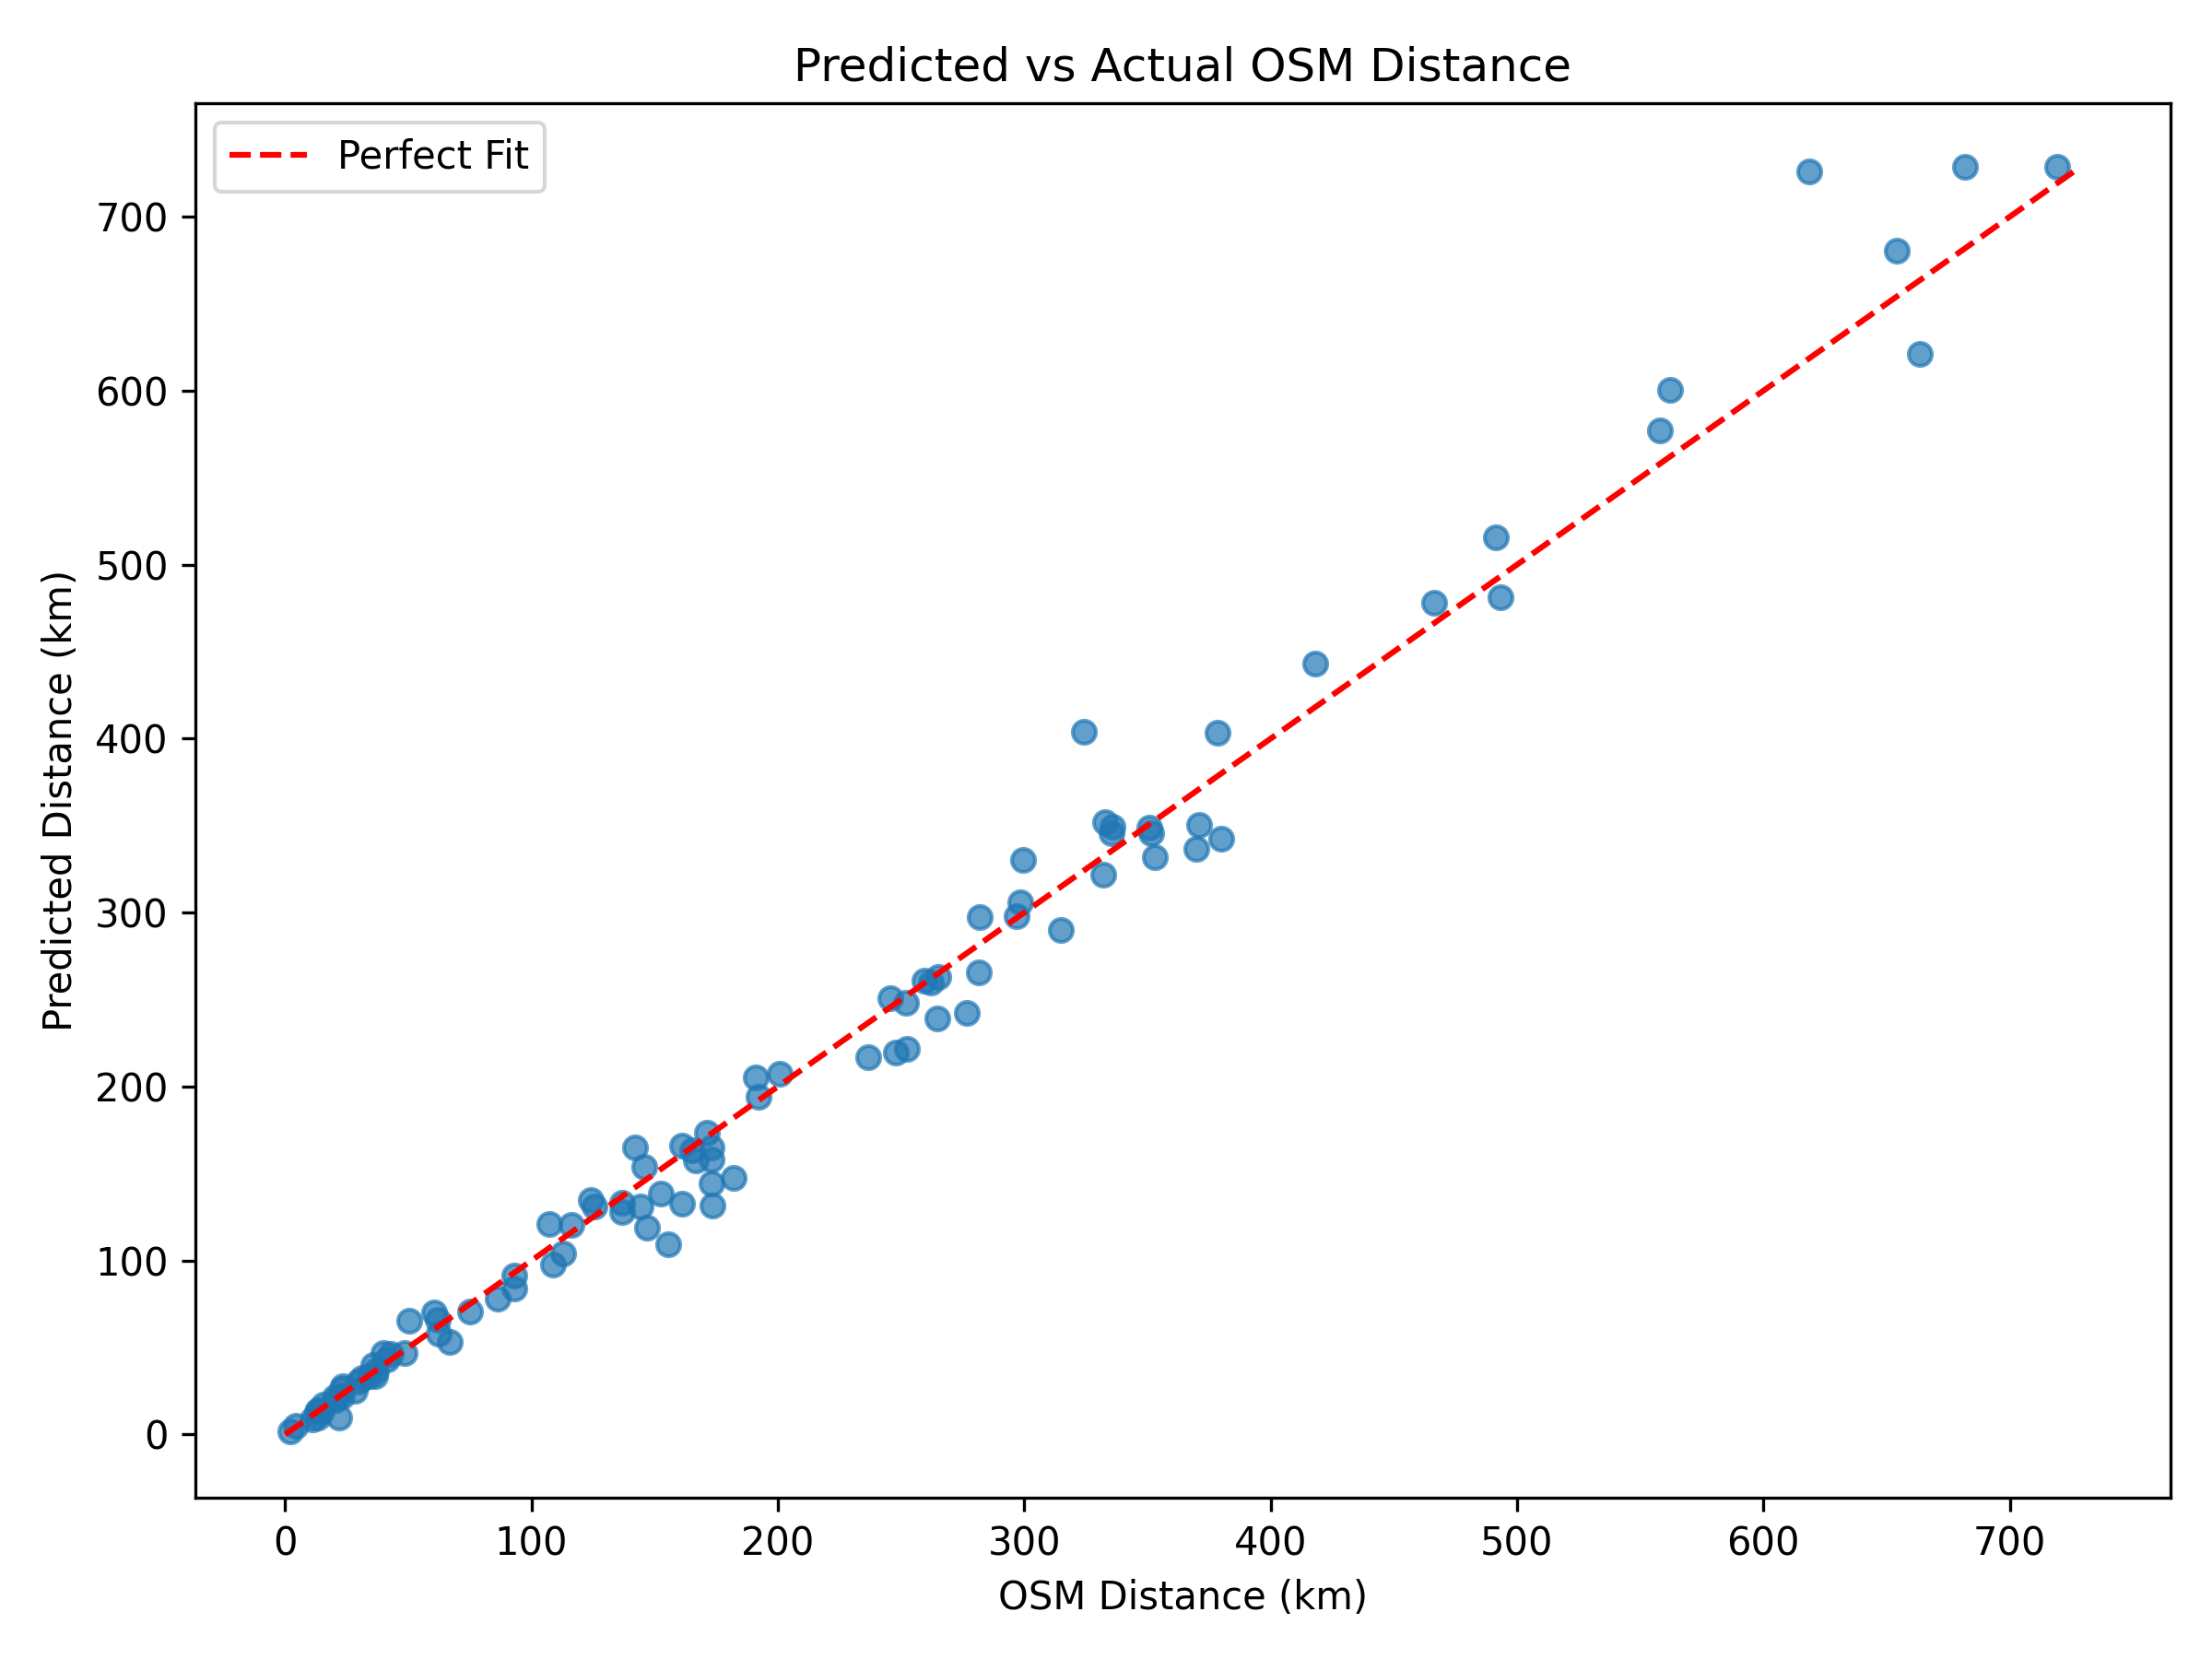 Predicted vs Actual OSM Distance
Perfect Fit
Predicted Distance (km)
700
600
500
400
300
200
100
0
0 100 200 300 400 500 600 700
OSM Distance (km)